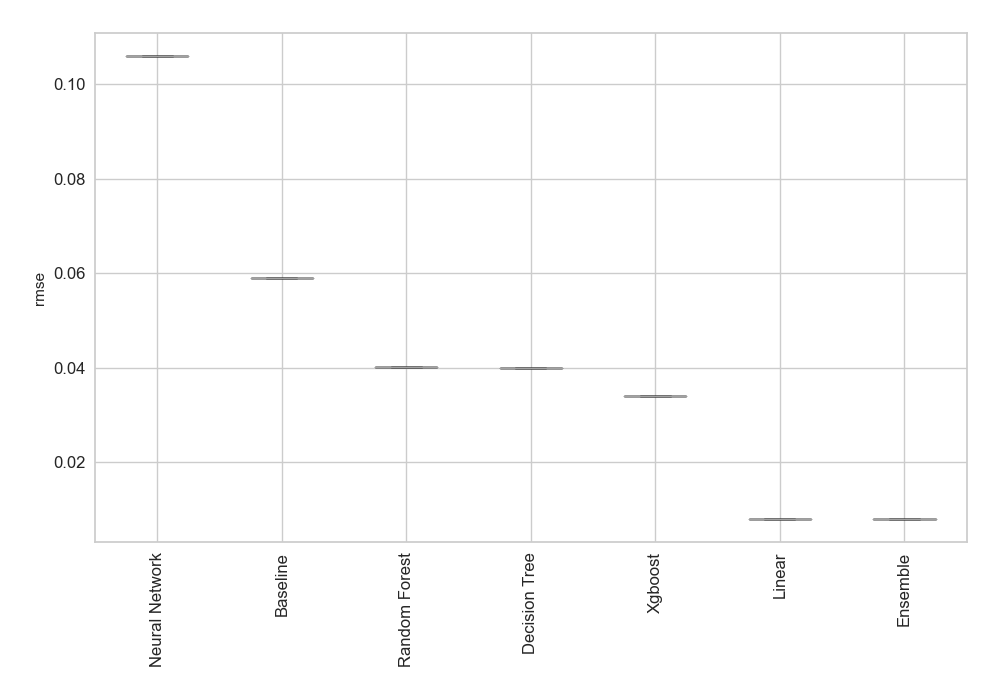 0.10
0.08
0.06
0.04
0.02
rmse
Neural Network
Baseline
Random Forest
Decision Tree
Xgboost
Linear
Ensemble